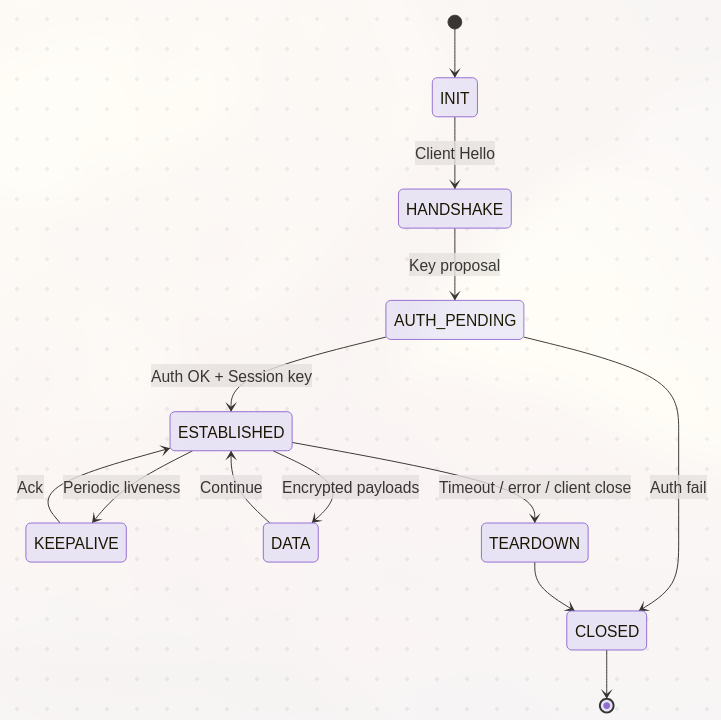 INIT
Client Hello
HANDSHAKE
Key proposal
AUTH_PENDING
Auth OK + Session key
ESTABLISHED
Ack
Periodic liveness
Continue
Encrypted payloads
Timeout / error / client close
Auth fail
KEEPALIVE
DATA
TEARDOWN
CLOSED